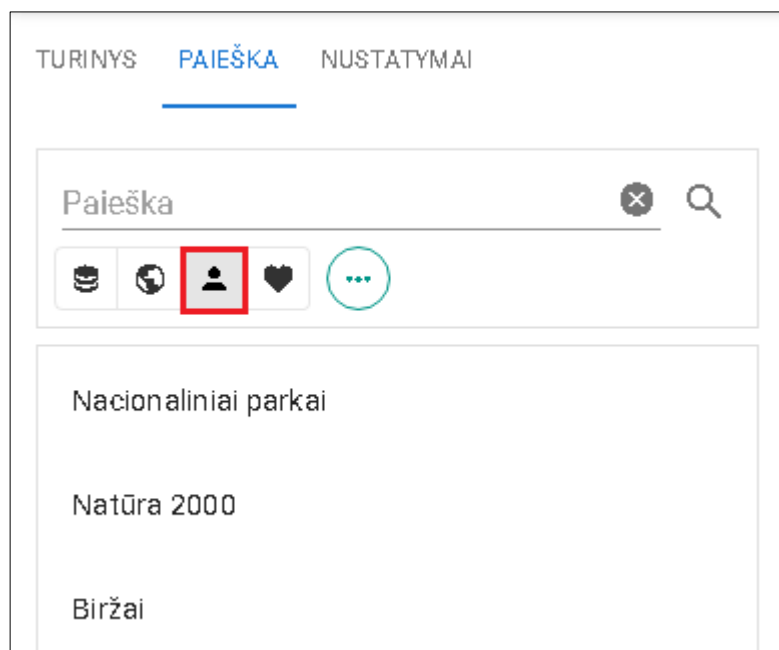 TURINYS PAIEŠKA NUSTATYMAI
Paieška
Nacionaliniai parkai
Natūra 2000
Biržai